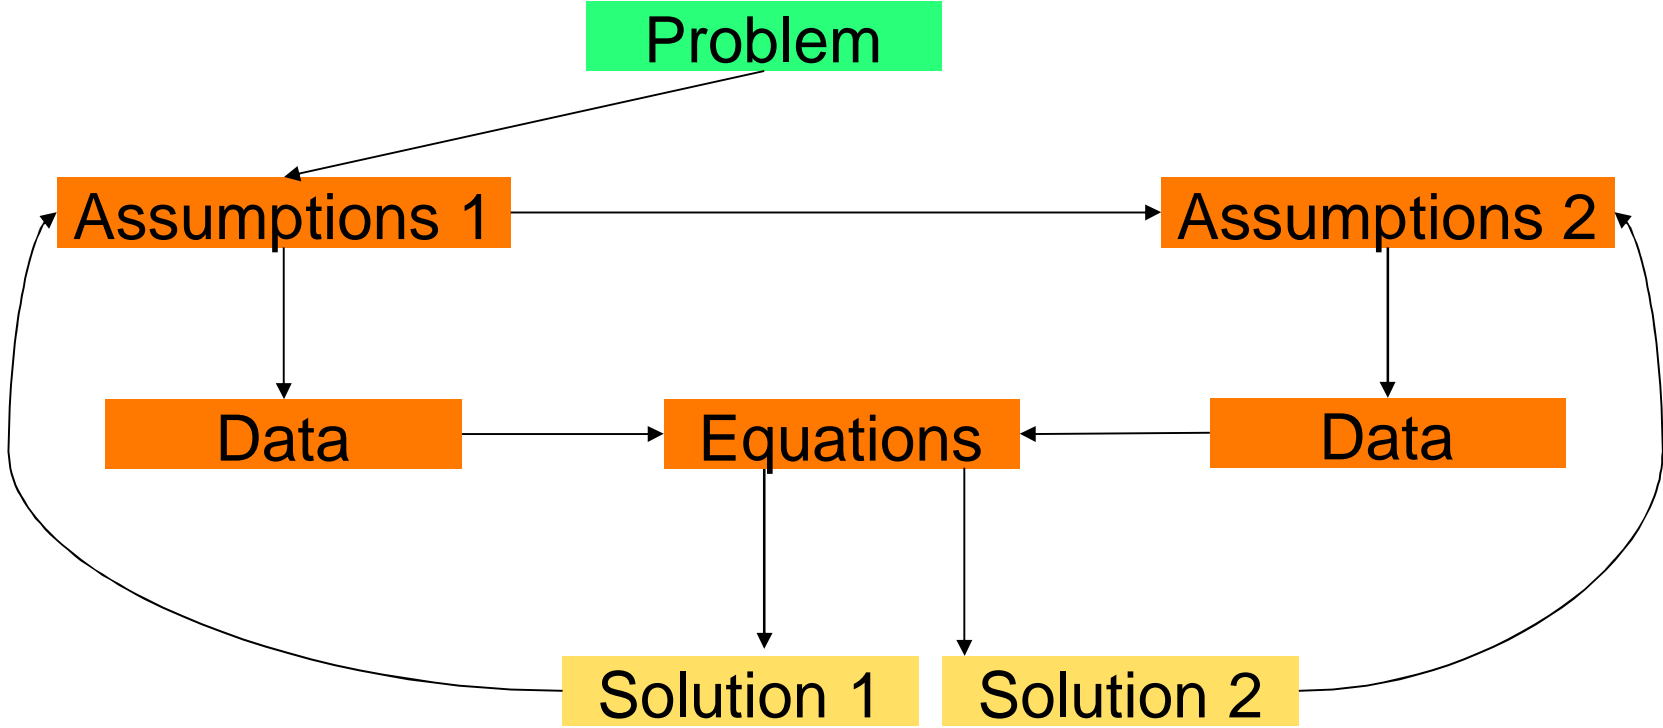 Problem
Assumptions 1
Assumptions 2
Data
Equations
Data
Solution 1
Solution 2